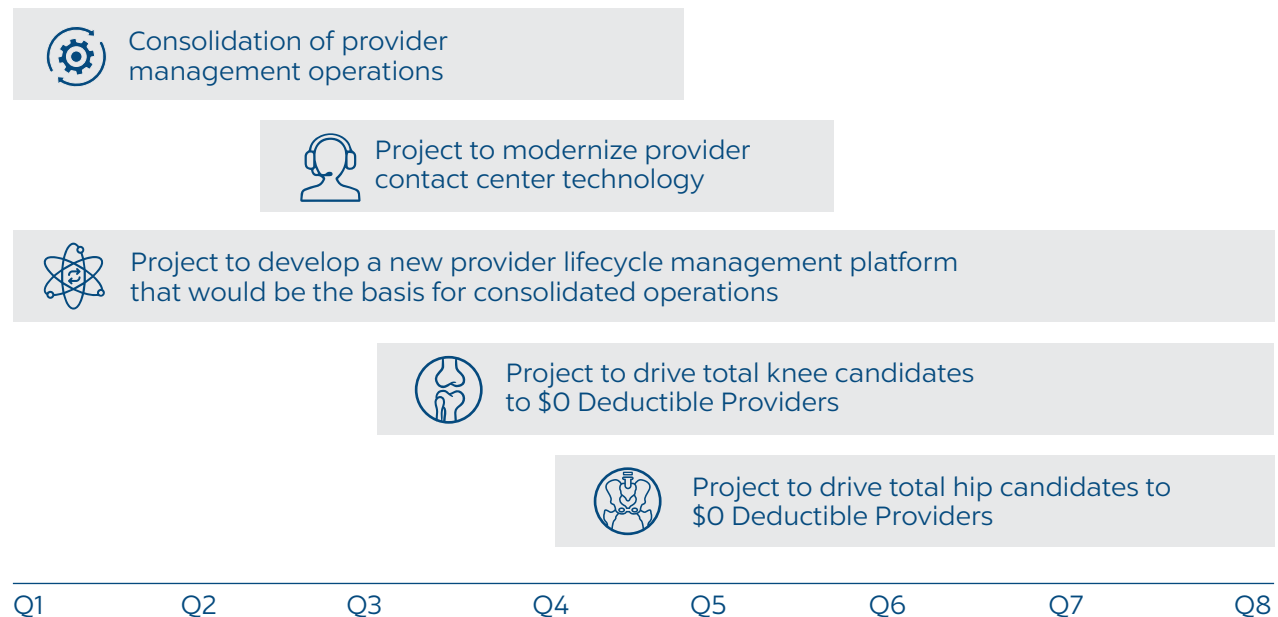 Consolidation of provider
management operations
Project to modernize provider
contact center technology
Project to develop a new provider lifecycle management platform
that would be the basis for consolidated operations
Project to drive total knee candidates
to $0 Deductible Providers
Project to drive total hip candidates to
$0 Deductible Providers
Q1 Q2 Q3 Q4 Q5 Q6 Q7 Q8